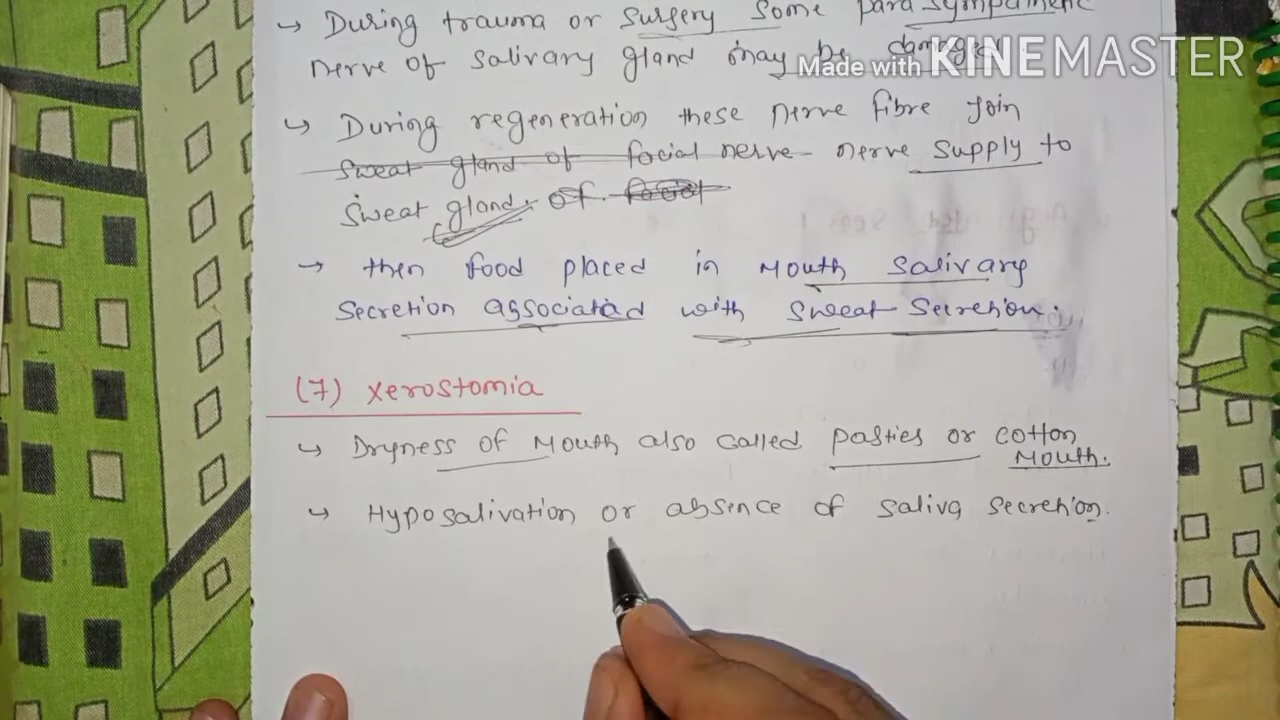 → During trauma or surgery some parasympathetic
nerve of salivary gland may be damaged
Made with KINEMASTER
↳ During regeneration these nerve fibre join
sweat gland of facial nerve nerve supply to
sweat gland. of facial
→ then food placed in Mouth salivary
secretion associated with sweat secretion.
(7) Xerostomia
↳ Dryness of Mouth also called pasties or cotton
Mouth.
↳ Hyposalivation or absence of saliva secretion.